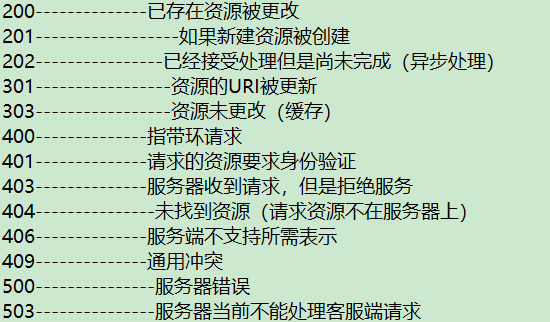 200--------------已存在资源被更改
201------------------如果新建资源被创建
202----------------已经接受处理但是尚未完成（异步处理）
301-----------------资源的URI被更新
303-----------------资源未更改（缓存）
400--------------指带环请求
401--------------请求的资源要求身份验证
403--------------服务器收到请求，但是拒绝服务
404---------------未找到资源（请求资源不在服务器上）
406--------------服务端不支持所需表示
409--------------通用冲突
500---------------服务器错误
503---------------服务器当前不能处理客服端请求